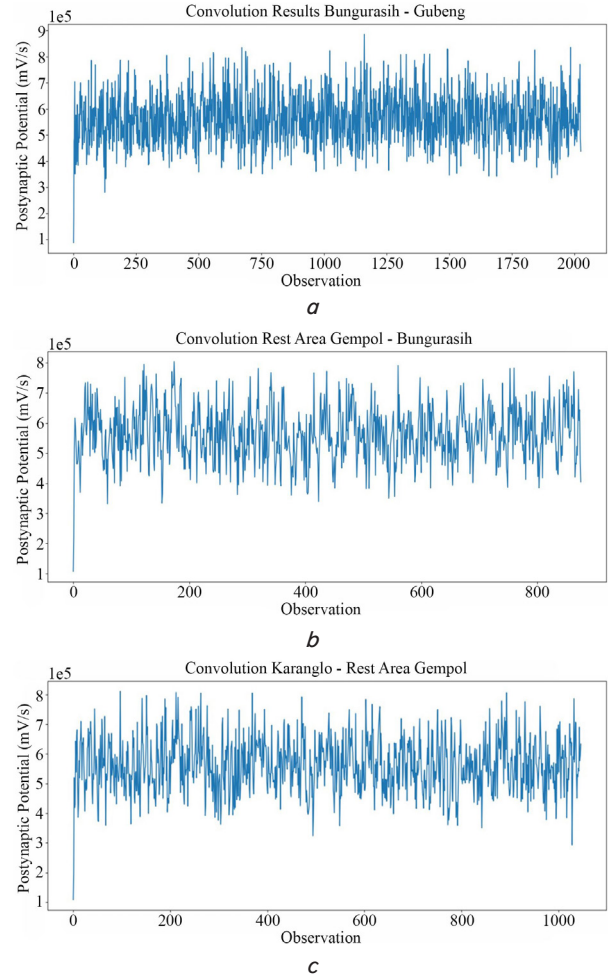 Convolution Results Bungurasih - Gubeng
1e5
Postynaptic Potential (mV/s)
9
8
7
6
5
4
3
2
1
0 250 500 750 1000 1250 1500 1750 2000
Observation
a
Convolution Rest Area Gempol - Bungurasih
1e5
Postynaptic Potential (mV/s)
8
7
6
5
4
3
2
1
0 200 400 600 800
Observation
b
Convolution Karanglo - Rest Area Gempol
1e5
Postynaptic Potential (mV/s)
8
7
6
5
4
3
2
1
0 200 400 600 800 1000
Observation
c